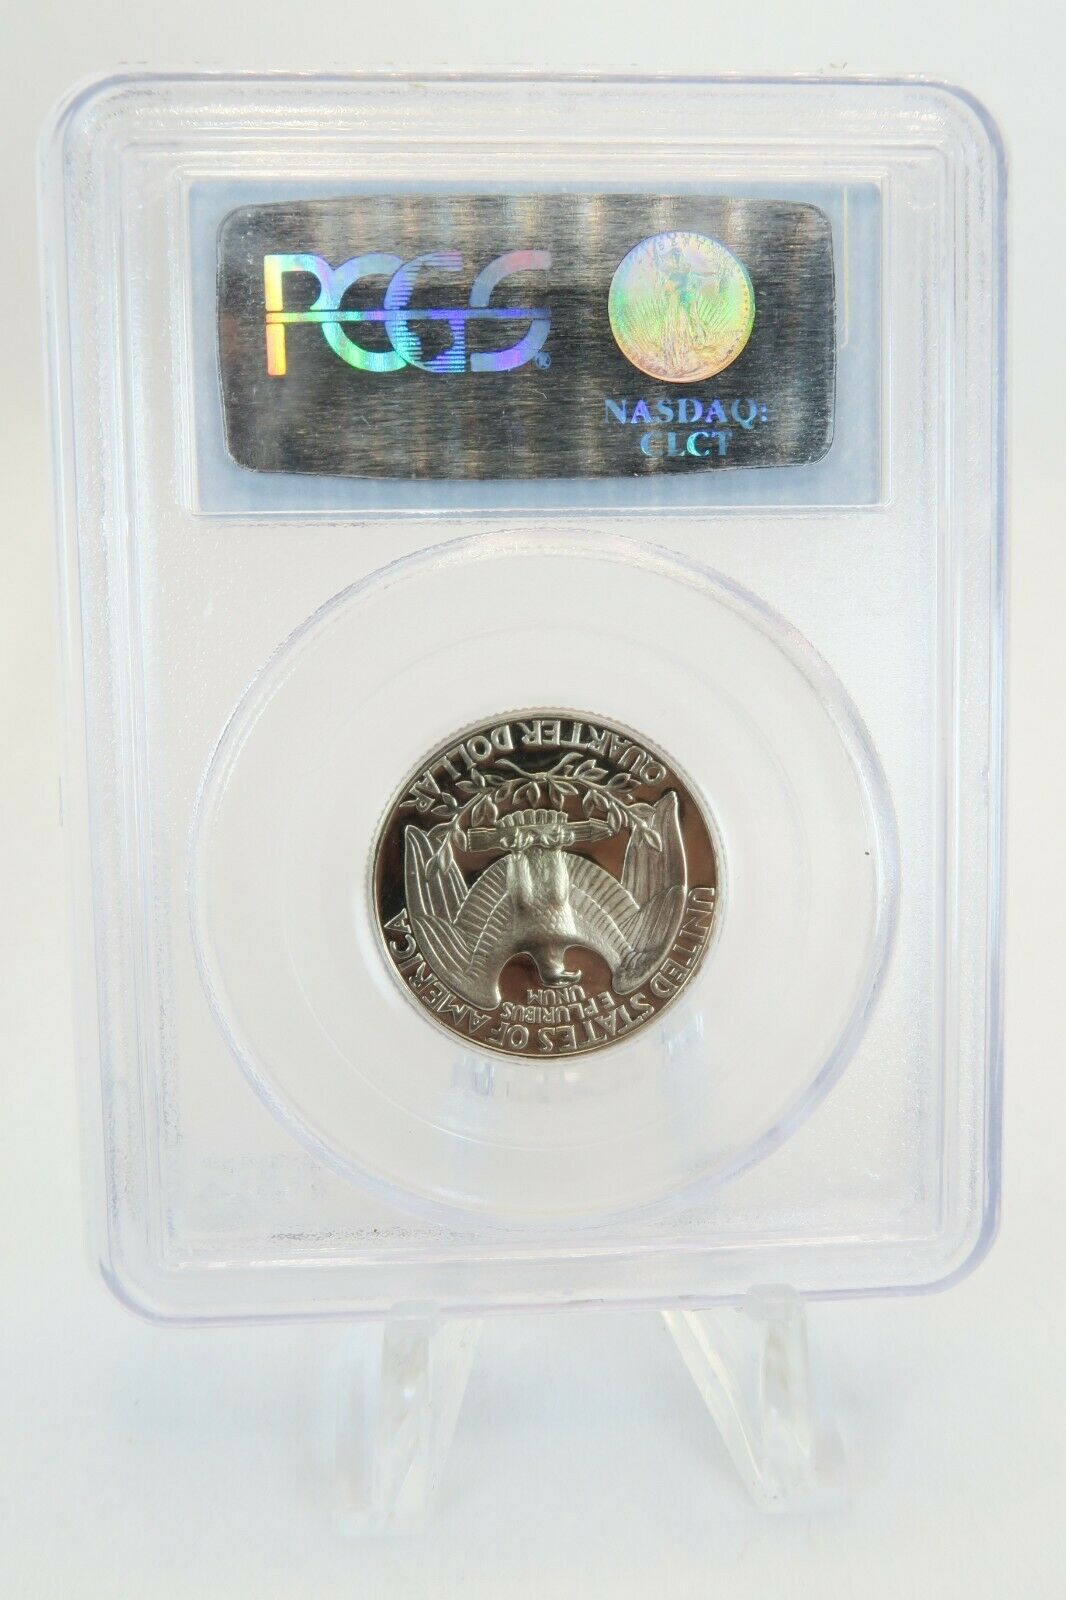 PCGS®
NASDAQ:
CLCT
UNITED STATES OF AMERICA
E PLURIBUS
UNUM
QUARTER DOLLAR